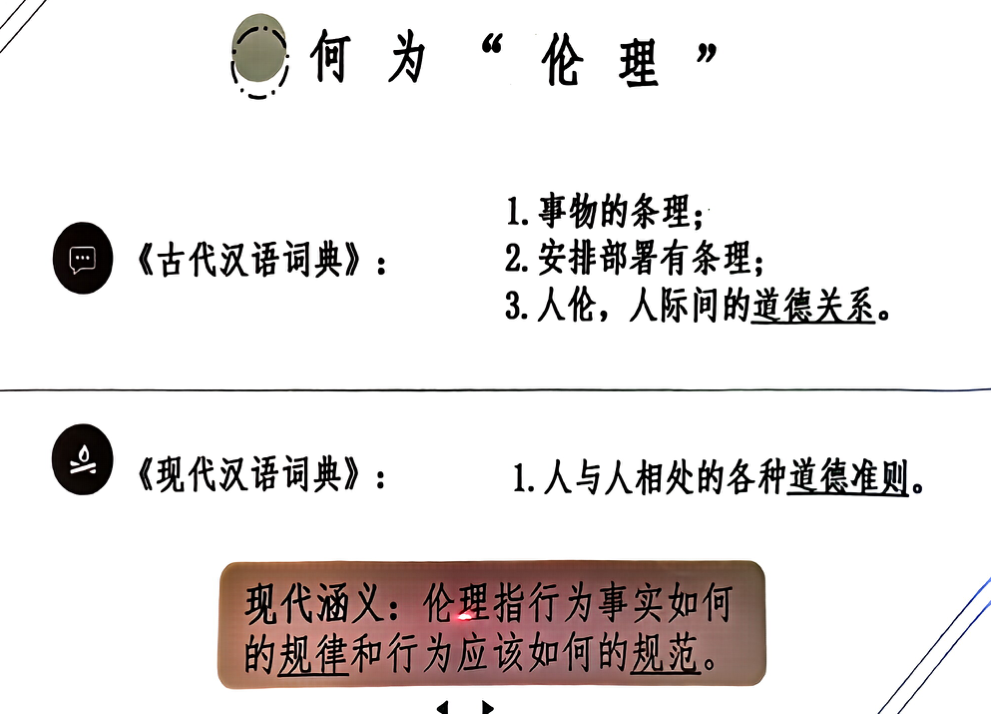 何为“伦理”
《古代汉语词典》：
1.事物的条理；
2.安排部署有条理；
3.人伦，人际间的道德关系。
《现代汉语词典》：
1.人与人相处的各种道德准则。
现代涵义：伦理指行为事实如何
的规律和行为应该如何的规范。